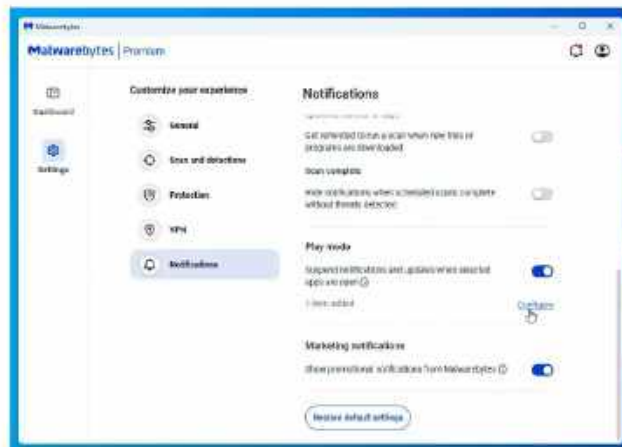 Malwarebytes
Malwarebytes | Premium
Dashboard
Settings
Customize your experience
General
Scan and detections
Protection
VPN
Notifications
Notifications
Get reminded to run a scan when new files or
programs are downloaded
Scan complete
Hide notifications when scheduled scans complete
without threats detected
Play mode
Suspend notifications and updates when selected
apps are open
1 item added
Configure
Marketing notifications
Show promotional notifications from Malwarebytes
Restore default settings